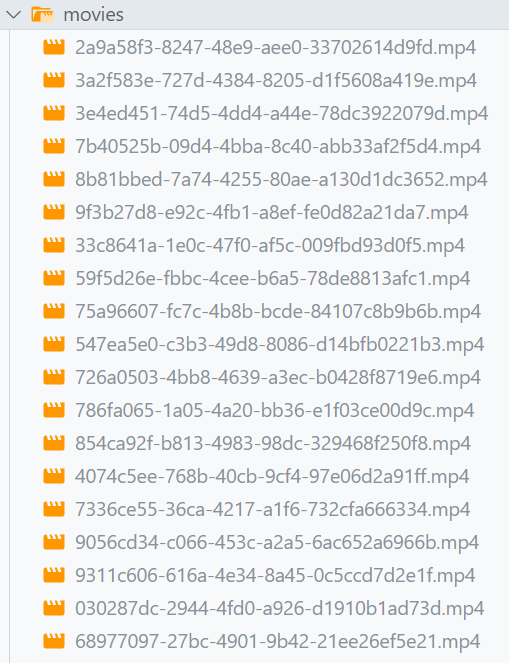 movies
2a9a58f3-8247-48e9-aee0-33702614d9fd.mp4
3a2f583e-727d-4384-8205-d1f5608a419e.mp4
3e4ed451-74d5-4dd4-a44e-78dc3922079d.mp4
7b40525b-09d4-4bba-8c40-abb33af2f5d4.mp4
8b81bbed-7a74-4255-80ae-a130d1dc3652.mp4
9f3b27d8-e92c-4fb1-a8ef-fe0d82a21da7.mp4
33c8641a-1e0c-47f0-af5c-009fbd93d0f5.mp4
59f5d26e-fbbc-4cee-b6a5-78de8813afc1.mp4
75a96607-fc7c-4b8b-bcde-84107c8b9b6b.mp4
547ea5e0-c3b3-49d8-8086-d14bfb0221b3.mp4
726a0503-4bb8-4639-a3ec-b0428f8719e6.mp4
786fa065-1a05-4a20-bb36-e1f03ce00d9c.mp4
854ca92f-b813-4983-98dc-329468f250f8.mp4
4074c5ee-768b-40cb-9cf4-97e06d2a91ff.mp4
7336ce55-36ca-4217-a1f6-732cfa666334.mp4
9056cd34-c066-453c-a2a5-6ac652a6966b.mp4
9311c606-616a-4e34-8a45-0c5ccd7d2e1f.mp4
030287dc-2944-4fd0-a926-d1910b1ad73d.mp4
68977097-27bc-4901-9b42-21ee26ef5e21.mp4